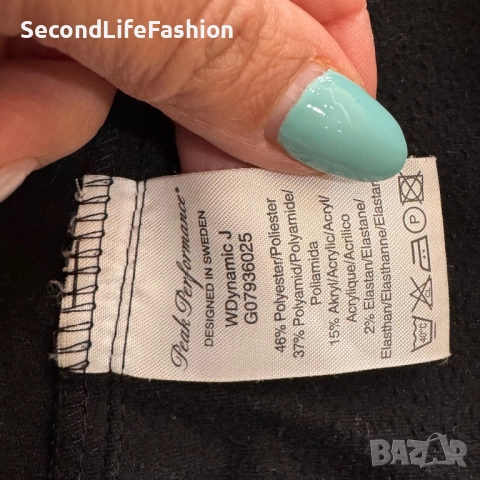 SecondLifeFashion
Peak Performance®
DESIGNED IN SWEDEN
WDynamic J
G07936025
46% Polyester/Poliester
37% Polyamid/Polyamide/
Poliamida
15% Akryl/Acrylic/Acryl/
Acrylique/Acrilico
2% Elastan/Elastane/
Elasthan/Elasthanne/Elastan
40°C
P
BAZAR